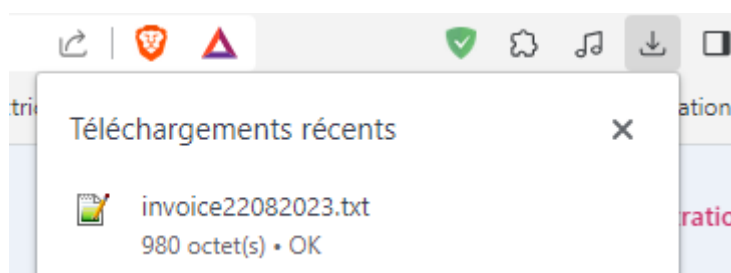 Téléchargements récents
invoice22082023.txt
980 octet(s) • OK